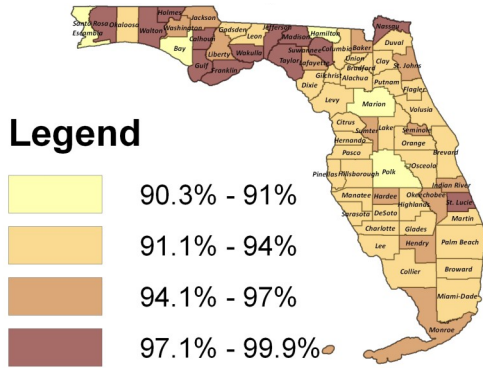 Holmes
Jackson
Nassau
Santa Rosa
Okaloosa
Walton
Washington
Gadsden
Jefferson
Madison
Hamilton
Escambia
Bay
Calhoun
Leon
Liberty
Wakulla
Taylor
Suwannee
Columbia
Baker
Duval
Gulf
Franklin
Lafayette
Union
Bradford
Clay
St. Johns
Gilchrist
Alachua
Putnam
Dixie
Flagler
Levy
Marion
Volusia
Citrus
Sumter
Lake
Seminole
Hernando
Orange
Pasco
Brevard
Pinellas
Hillsborough
Polk
Osceola
Indian River
Manatee
Hardee
Okeechobee
Highlands
St. Lucie
Sarasota
DeSoto
Martin
Charlotte
Glades
Lee
Hendry
Palm Beach
Collier
Broward
Miami-Dade
Monroe
Legend
90.3% - 91%
91.1% - 94%
94.1% - 97%
97.1% - 99.9%